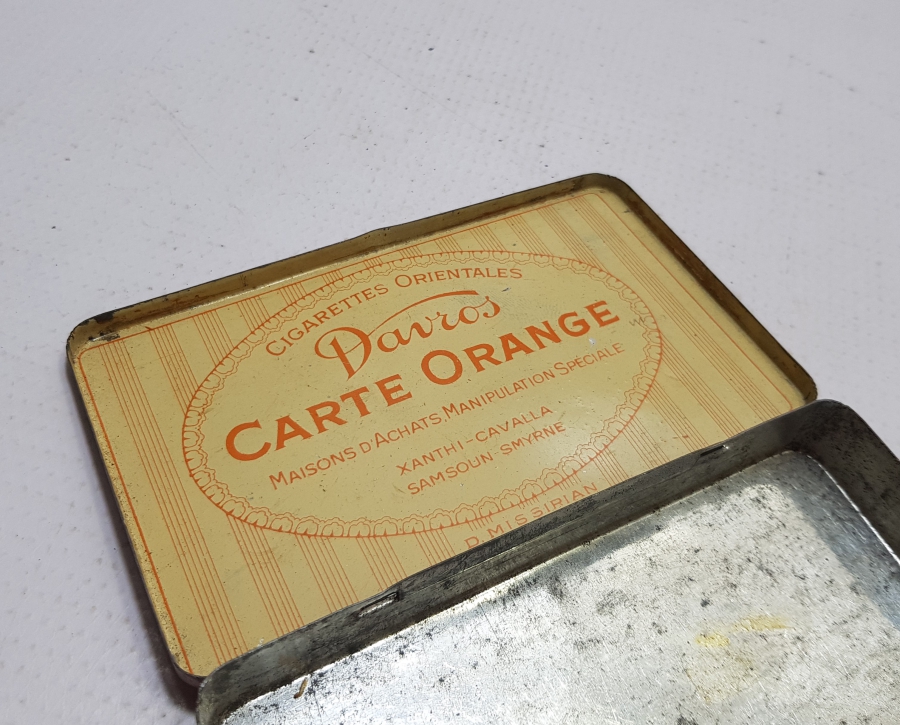 CIGARETTES ORIENTALES
Davros
CARTE ORANGE
MAISONS D'ACHATS, MANIPULATION SPÉCIALE
XANTHI-CAVALLA
SAMSOUN-SMYRNE
D. MISSIRIAN